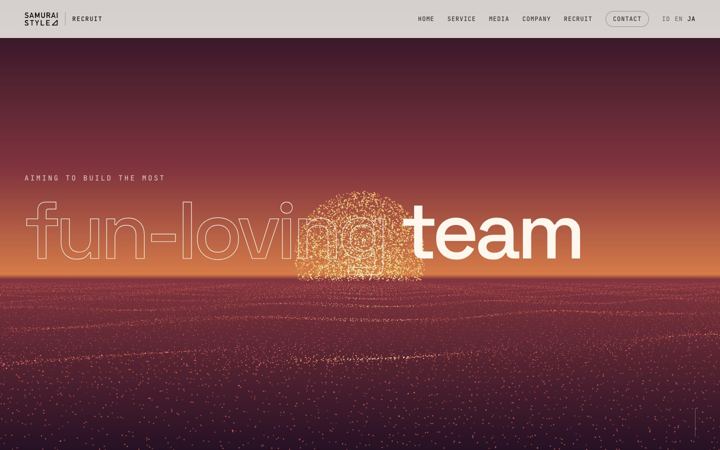 SAMURAI
STYLE
RECRUIT
HOME SERVICE MEDIA COMPANY RECRUIT CONTACT ID EN JA
AIMING TO BUILD THE MOST
fun-loving team